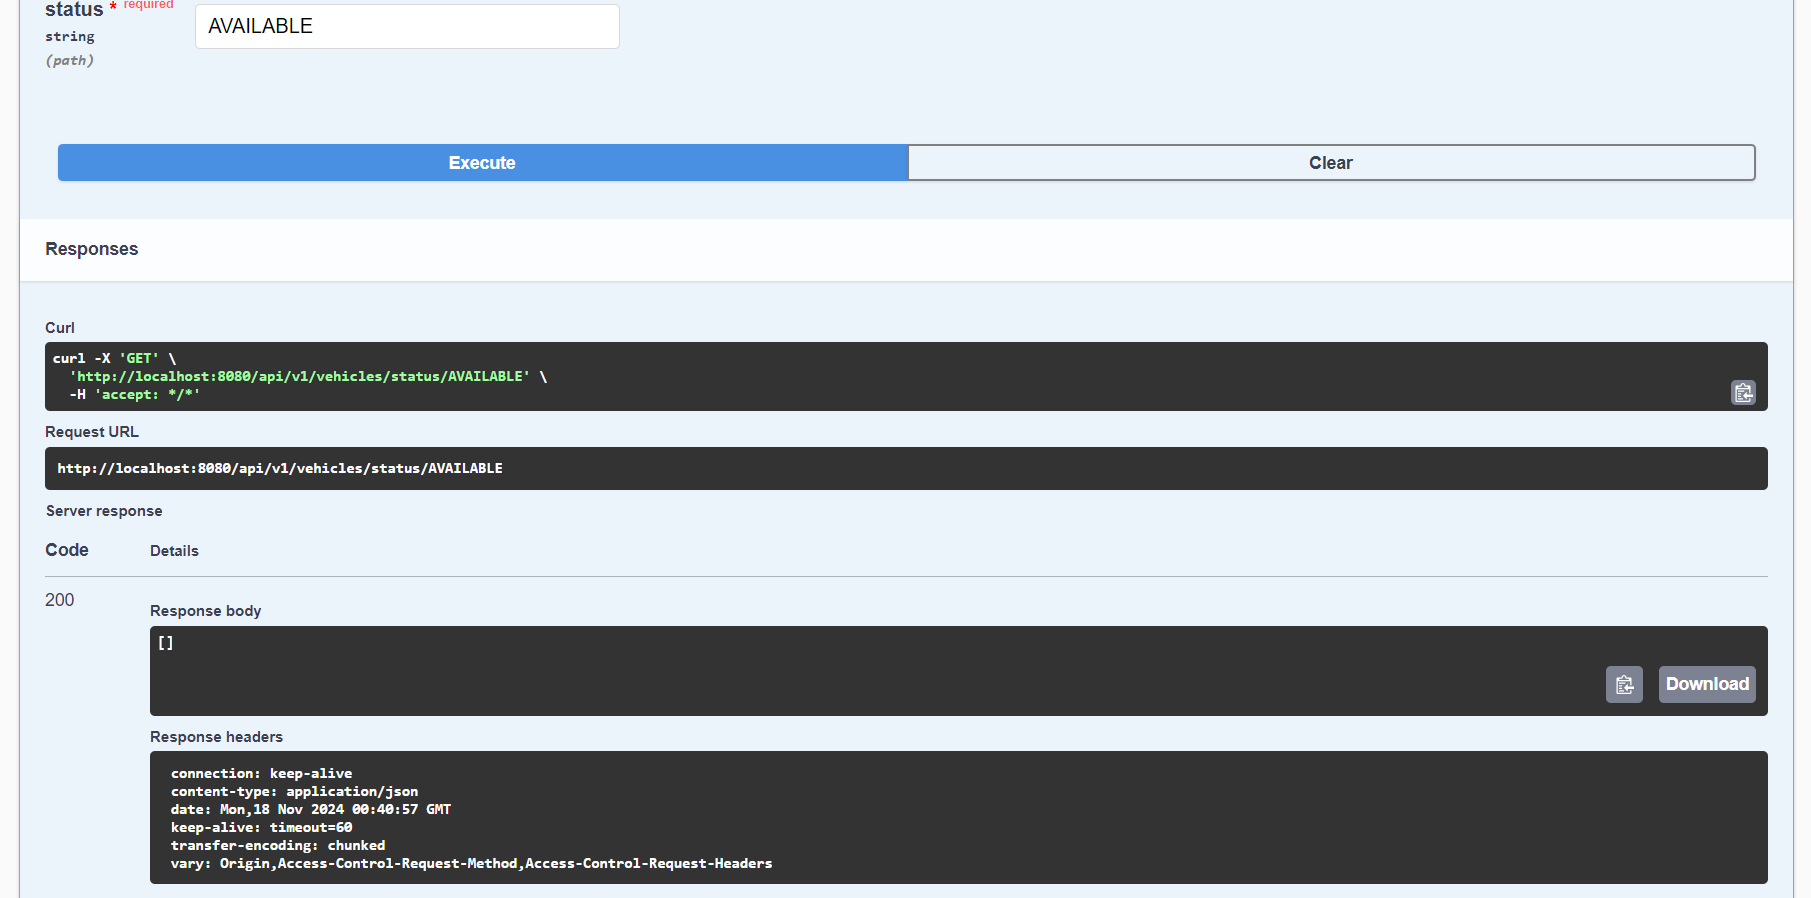 status * required
string
(path)
AVAILABLE
Execute
Clear
Responses
Curl
curl -X 'GET' \
  'http://localhost:8080/api/v1/vehicles/status/AVAILABLE' \
  -H 'accept: */*'
Request URL
http://localhost:8080/api/v1/vehicles/status/AVAILABLE
Server response
Code
Details
200
Response body
[]
Download
Response headers
connection: keep-alive
content-type: application/json
date: Mon,18 Nov 2024 00:40:57 GMT
keep-alive: timeout=60
transfer-encoding: chunked
vary: Origin,Access-Control-Request-Method,Access-Control-Request-Headers